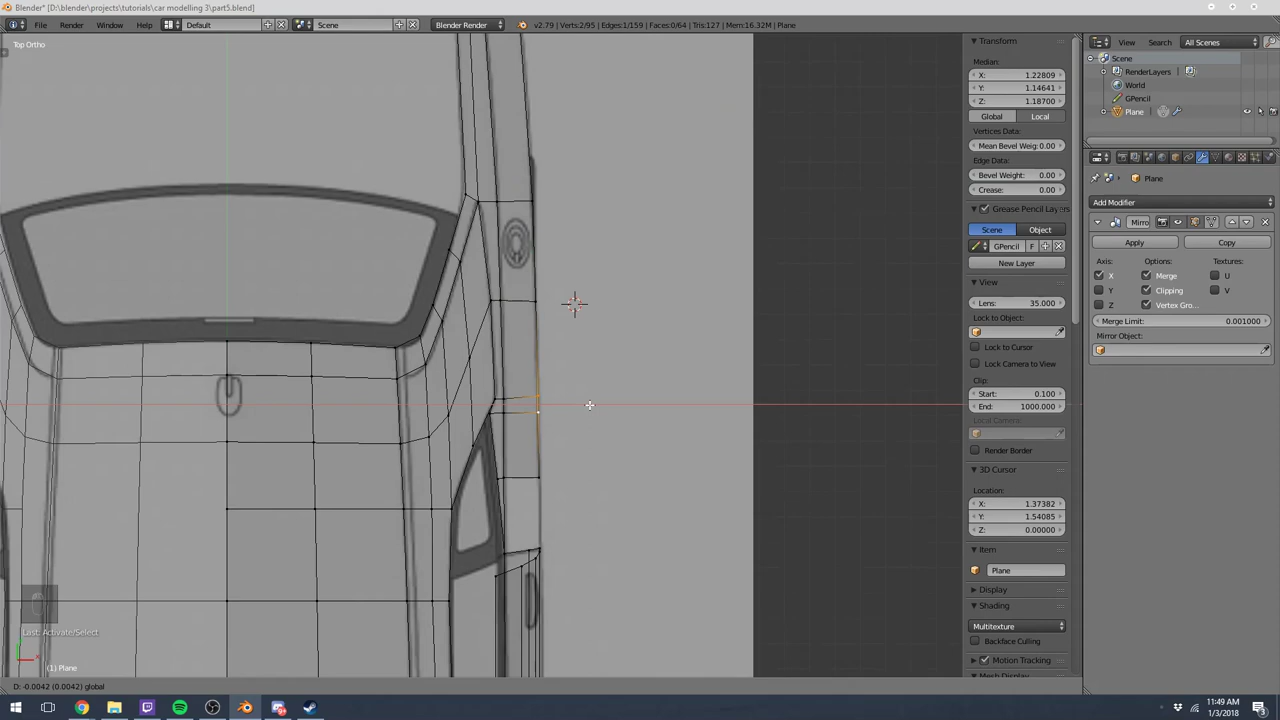 Blender* [D:\blender\projects\tutorials\car modelling 3\part5.blend]
File Render Window Help Default Scene Blender Render v2.79 | Verts:2/95 | Edges:1/159 | Faces:0/64 | Tris:127 | Mem:16.32M | Plane
Top Ortho
Transform
Median:
X: 1.22809
Y: 1.14641
Z: 1.18700
Global Local
Vertices Data:
Mean Bevel Weig: 0.00
Edge Data:
Bevel Weight: 0.00
Crease: 0.00
Grease Pencil Layers
Scene Object
GPencil F
New Layer
View
Lens: 35.000
Lock to Object:
Lock to Cursor
Lock Camera to View
Clip:
Start: 0.100
End: 1000.000
Local Camera:
Render Border
3D Cursor
Location:
X: 1.37382
Y: 1.54085
Z: 0.00000
Item
Plane
Display
Shading
Multitexture
Backface Culling
Motion Tracking
View Search All Scenes
Scene
RenderLayers
World
GPencil
Plane
Plane
Add Modifier
Mirro
Apply Copy
Axis: Options: Textures:
X Merge U
Y Clipping V
Z Vertex Gro...
Merge Limit: 0.001000
Mirror Object:
Last: Activate/Select
(1) Plane
D: -0.0042 (0.0042) global
11:49 AM
1/3/2018